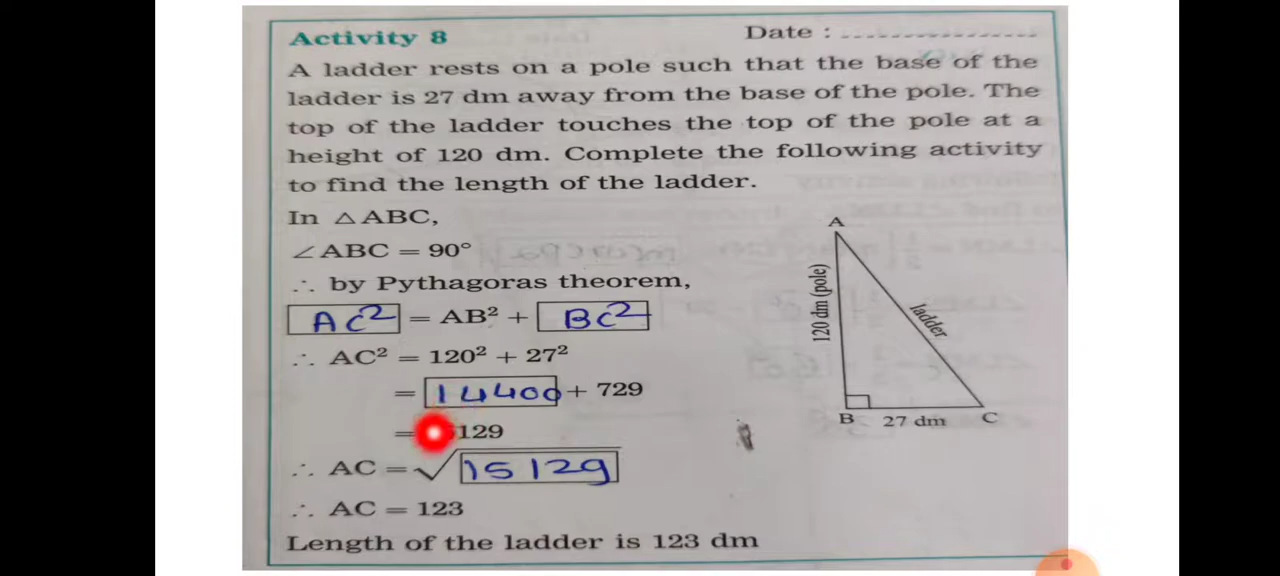 Activity 8 Date : ..................
A ladder rests on a pole such that the base of the
ladder is 27 dm away from the base of the pole. The
top of the ladder touches the top of the pole at a
height of 120 dm. Complete the following activity
to find the length of the ladder.
In △ABC,
∠ABC = 90°
∴ by Pythagoras theorem,
AC² = AB² + BC²
∴ AC² = 120² + 27²
= 14400 + 729
= 129
∴ AC = √15129
∴ AC = 123
Length of the ladder is 123 dm
A
120 dm (pole)
ladder
B 27 dm C